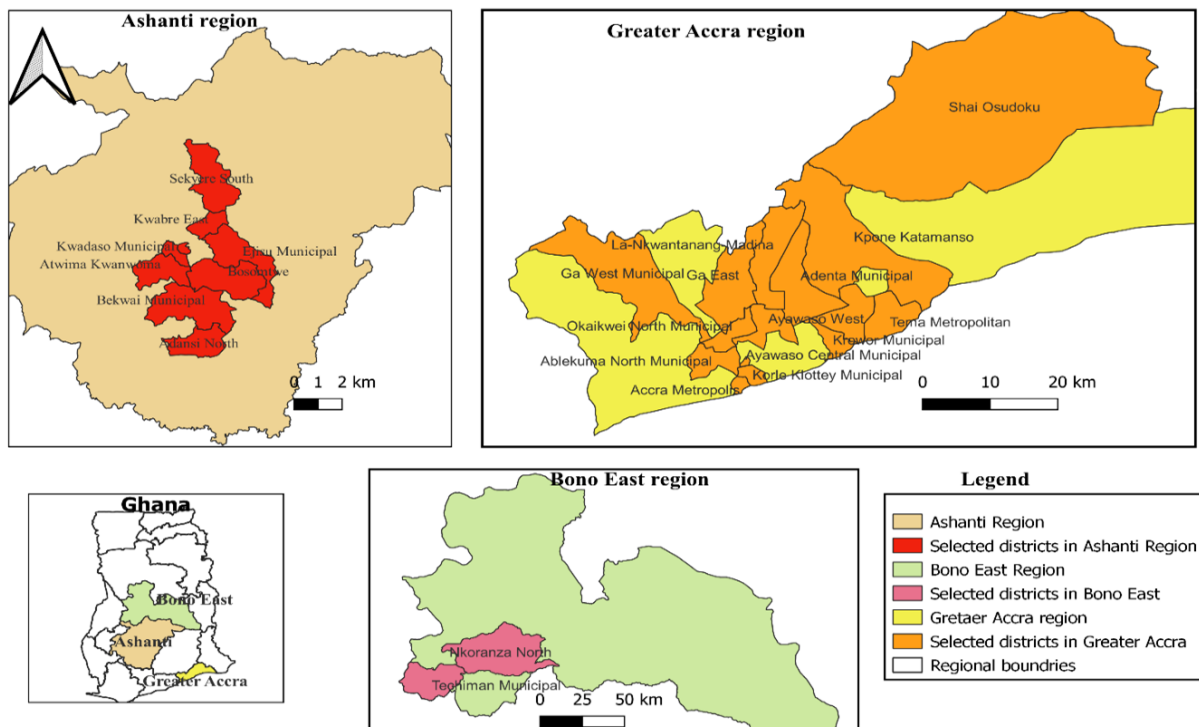 Ashanti region
Sekyere South
Kwabre East
Kwadaso Municipal
Ejisu Municipal
Atwima Kwanwoma
Bosomtwe
Bekwai Municipal
Adansi North
0 1 2 km
Greater Accra region
Shai Osudoku
La-Nkwantanang-Madina
Kpone Katamanso
Ga West Municipal
Ga East
Adenta Municipal
Okaikwei North Municipal
Ayawaso West
Tema Metropolitan
Krowor Municipal
Ablekuma North Municipal
Ayawaso Central Municipal
Korle Klottey Municipal
Accra Metropolis
0 10 20 km
Ghana
Bono East
Ashanti
Greater Accra
Bono East region
Nkoranza North
Techiman Municipal
0 25 50 km
Legend
Ashanti Region
Selected districts in Ashanti Region
Bono East Region
Selected districts in Bono East
Gretaer Accra region
Selected districts in Greater Accra
Regional boundries